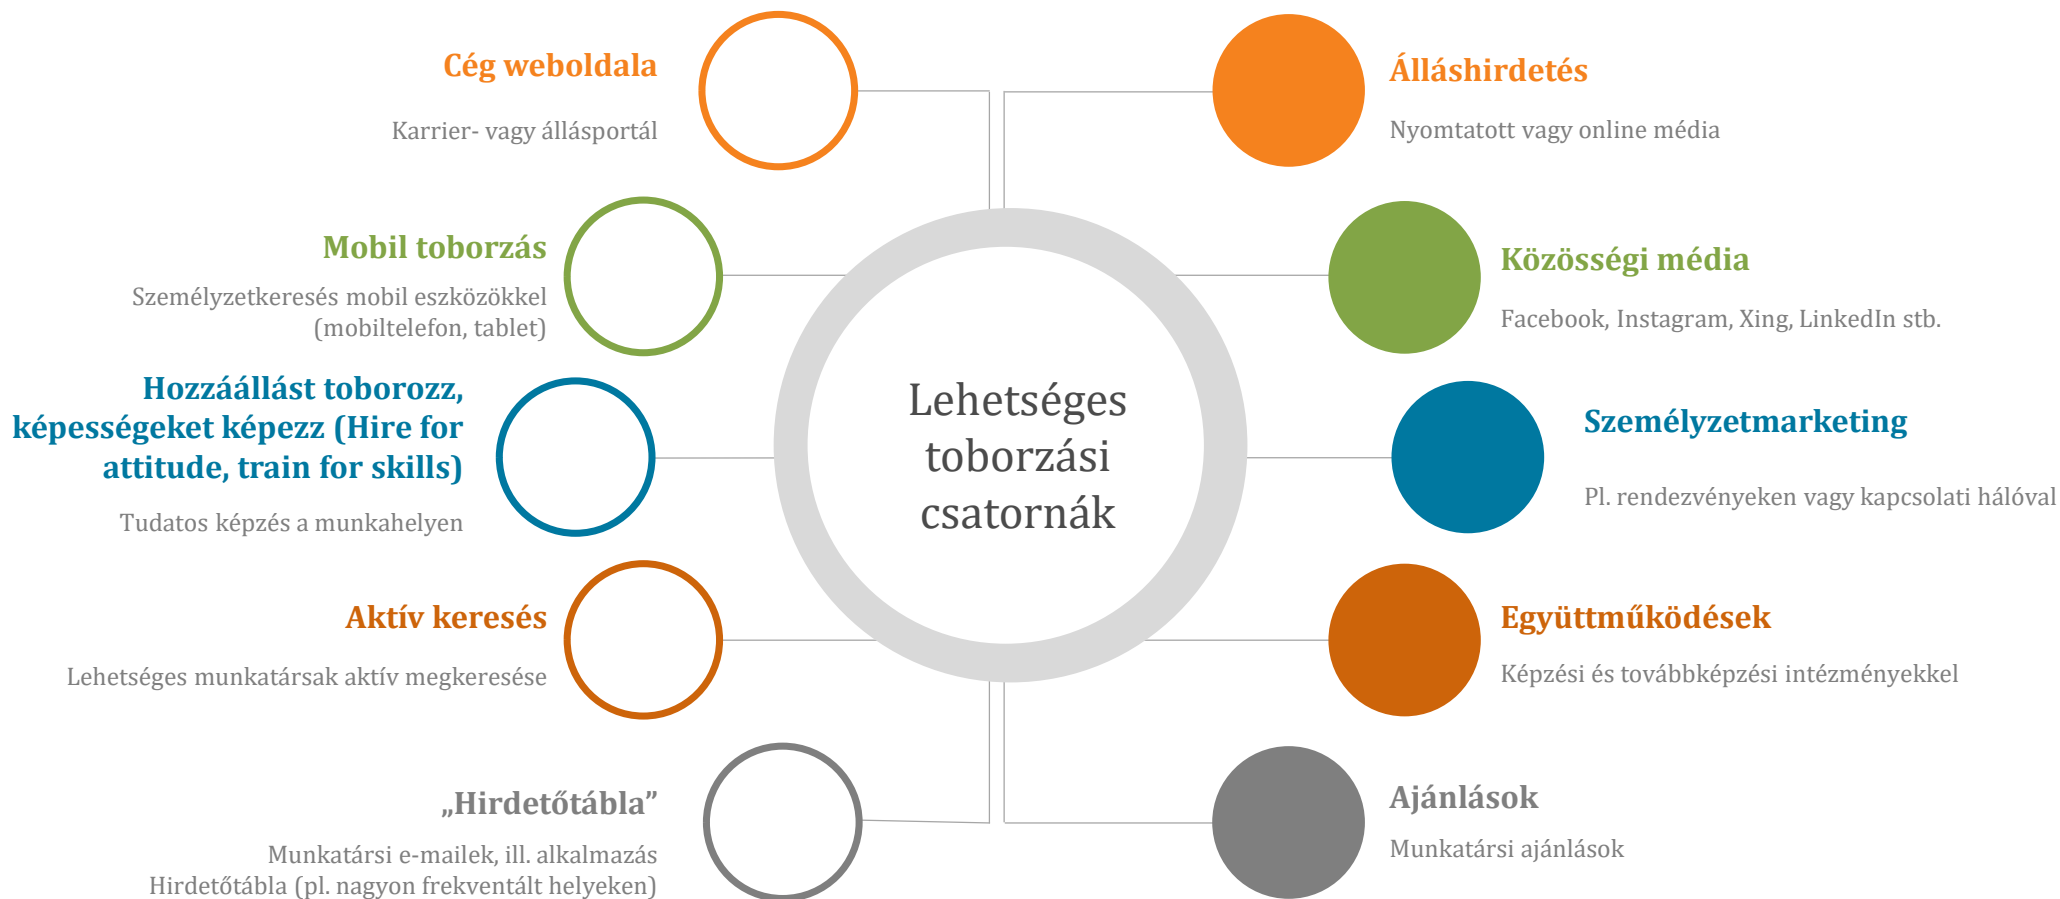 Cég weboldala
Karrier- vagy állásportál
Mobil toborzás
Személyzetkeresés mobil eszközökkel
(mobiltelefon, tablet)
Hozzáállást toborozz,
képességeket képezz (Hire for
attitude, train for skills)
Tudatos képzés a munkahelyen
Aktív keresés
Lehetséges munkatársak aktív megkeresése
„Hirdetőtábla”
Munkatársi e-mailek, ill. alkalmazás
Hirdetőtábla (pl. nagyon frekventált helyeken)
Lehetséges
toborzási
csatornák
Álláshirdetés
Nyomtatott vagy online média
Közösségi média
Facebook, Instagram, Xing, LinkedIn stb.
Személyzetmarketing
Pl. rendezvényeken vagy kapcsolati hálóval
Együttműködések
Képzési és továbbképzési intézményekkel
Ajánlások
Munkatársi ajánlások